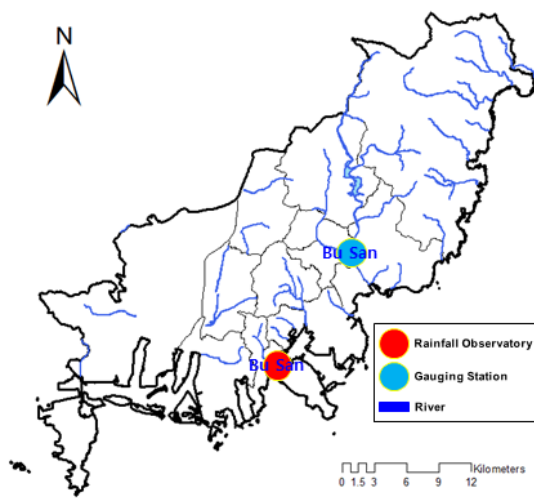 N
Bu San
Bu San
Rainfall Observatory
Gauging Station
River
Kilometers
0 1.5 3 6 9 12